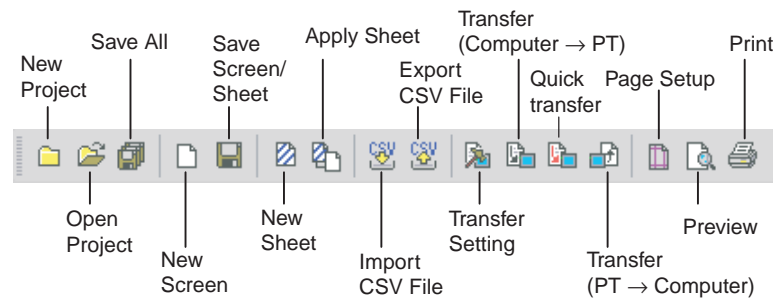 New
Project
Save All
Save
Screen/
Sheet
Apply Sheet
Export
CSV File
Transfer
(Computer → PT)
Quick
transfer
Page Setup
Print
CSV
CSV
Open
Project
New
Screen
New
Sheet
Import
CSV File
Transfer
Setting
Transfer
(PT → Computer)
Preview